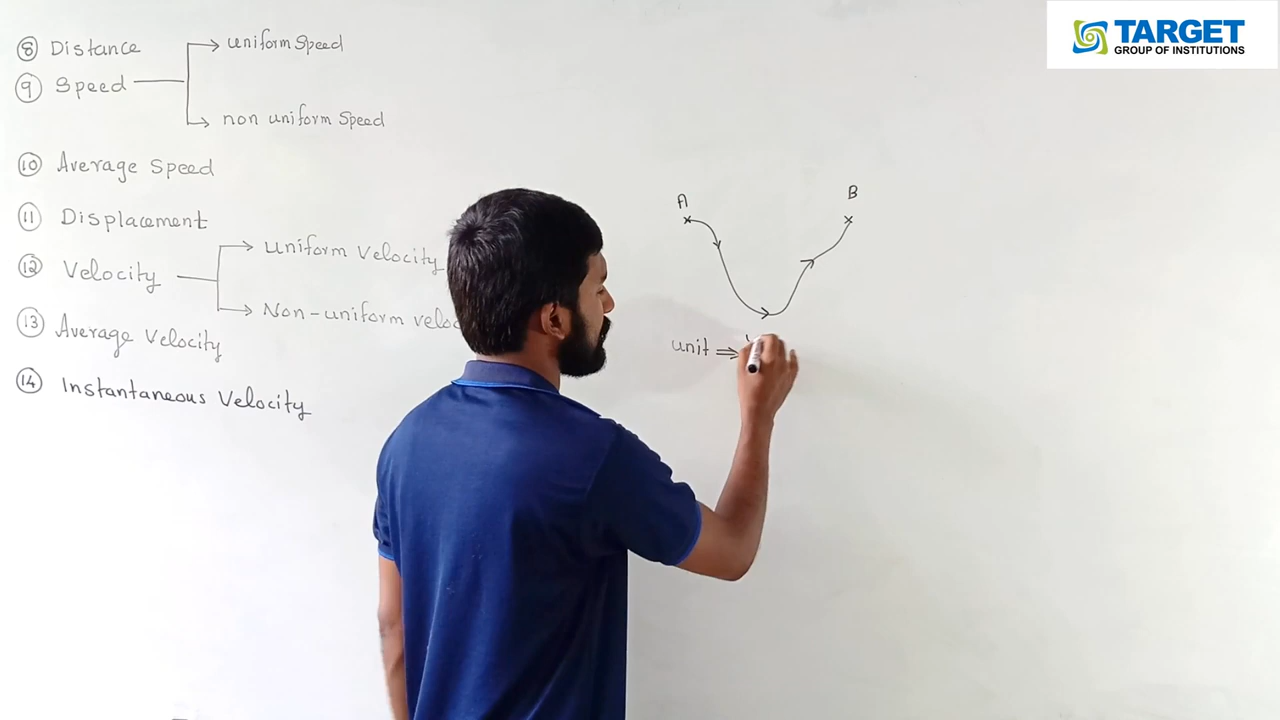 ⑧ Distance
uniform Speed
⑨ Speed
non uniform Speed
⑩ Average Speed
⑪ Displacement
⑫ Velocity
Uniform Velocity
Non-uniform
⑬ Average Velocity
⑭ Instantaneous Velocity
A
B
unit ⇒
TARGET
GROUP OF INSTITUTIONS